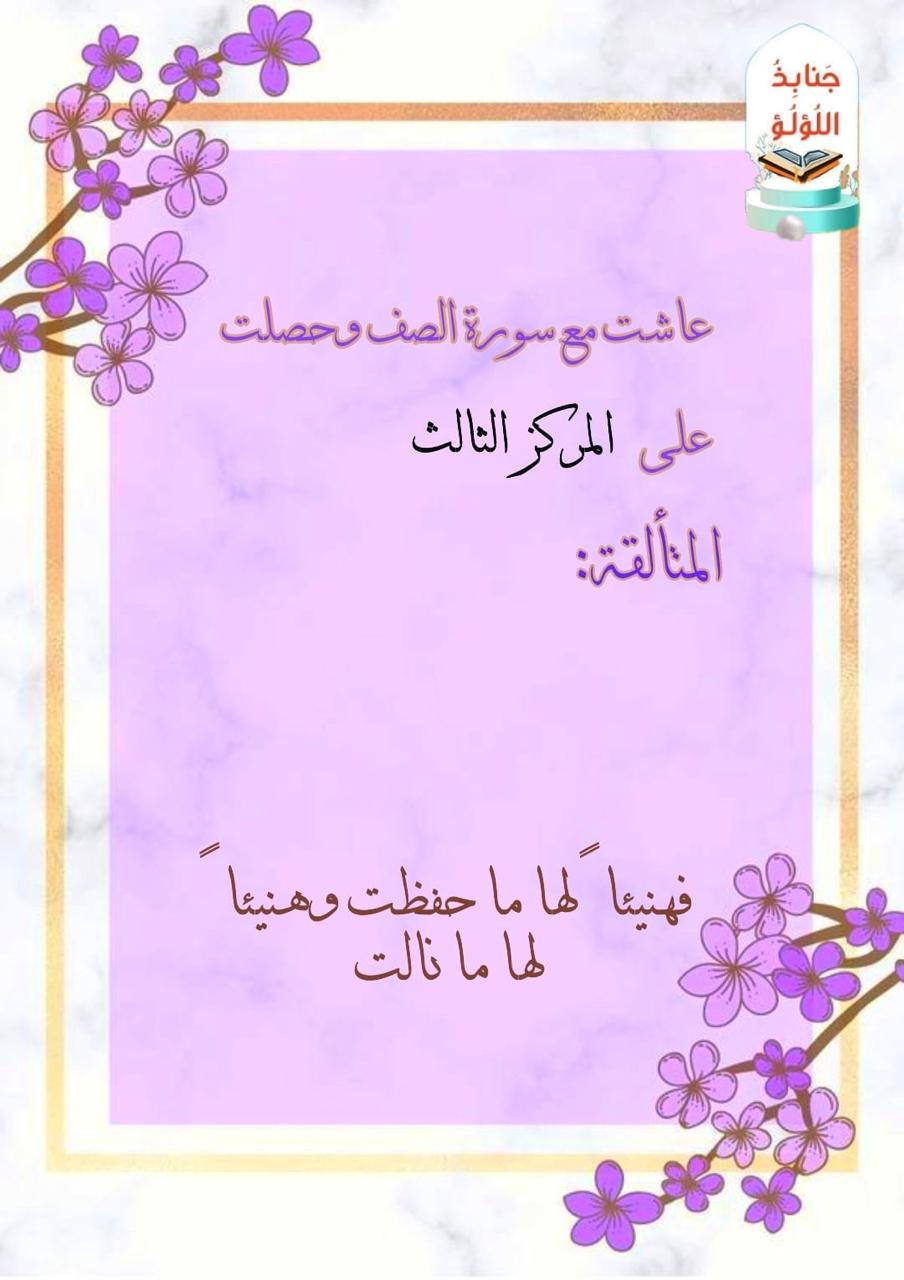 جَنابِذُ
اللُؤلُؤ
عاشت مع سورة الصف وحصلت
على المركز الثالث
المتألقة:
فهنيئا ً لها ما حفظت وهنيئا ً
لها ما نالت